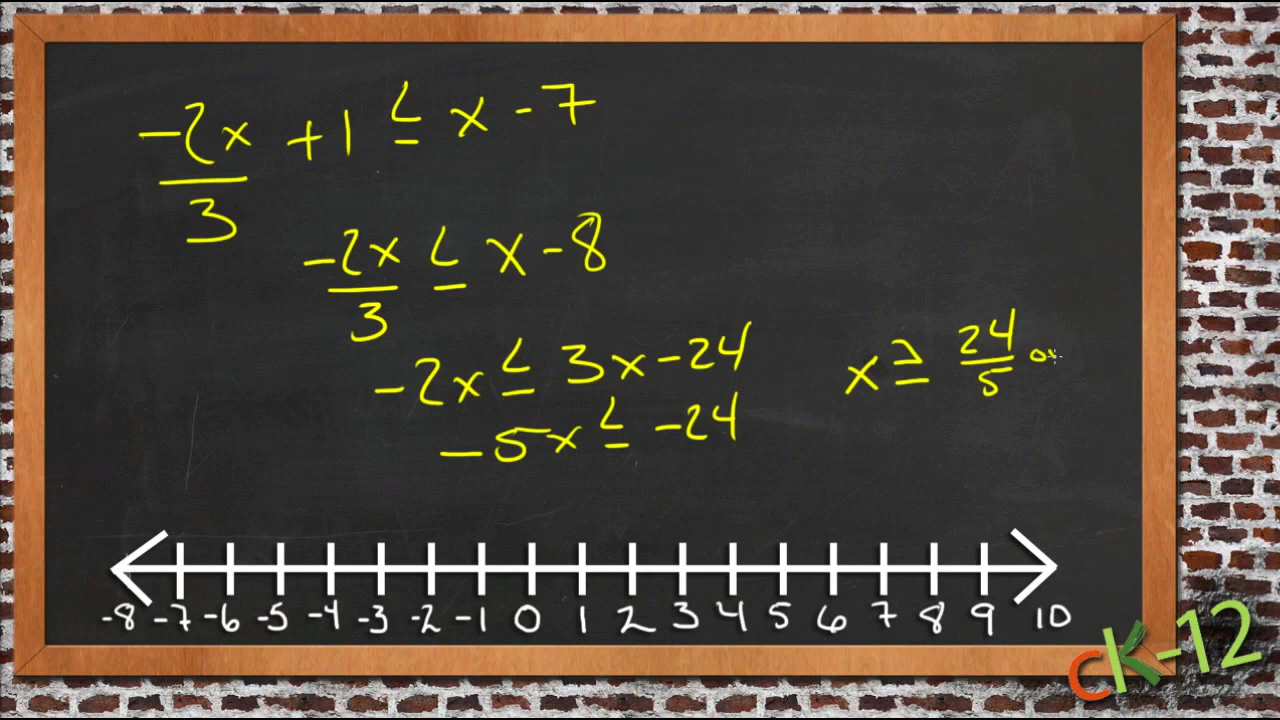 -2x/3 + 1 ≤ x - 7
-2x/3 ≤ x - 8
-2x ≤ 3x - 24
-5x ≤ -24
x ≥ 24/5
-8 -7 -6 -5 -4 -3 -2 -1 0 1 2 3 4 5 6 7 8 9 10
CK-12